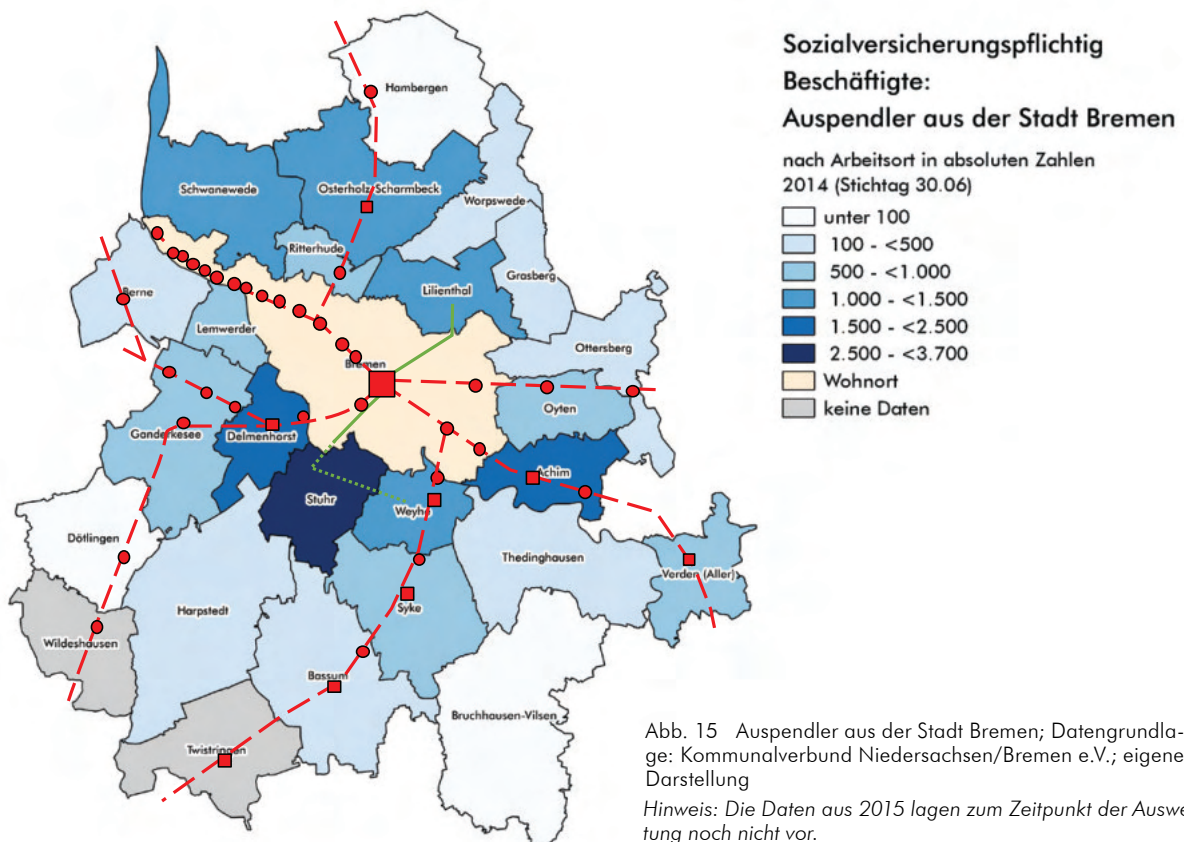 Sozialversicherungspflichtig
Beschäftigte:
Auspendler aus der Stadt Bremen
nach Arbeitsort in absoluten Zahlen
2014 (Stichtag 30.06)
unter 100
100 - <500
500 - <1.000
1.000 - <1.500
1.500 - <2.500
2.500 - <3.700
Wohnort
keine Daten
Hambergen
Schwanewede
Osterholz-Scharmbeck
Worpswede
Ritterhude
Grasberg
Lilienthal
Berne
Lemwerder
Ottersberg
Bremen
Oyten
Ganderkesee
Delmenhorst
Achim
Stuhr
Weyhe
Dötlingen
Thedinghausen
Verden (Aller)
Harpstedt
Syke
Wildeshausen
Bassum
Bruchhausen-Vilsen
Twistringen
Abb. 15 Auspendler aus der Stadt Bremen; Datengrundla-
ge: Kommunalverbund Niedersachsen/Bremen e.V.; eigene
Darstellung
Hinweis: Die Daten aus 2015 lagen zum Zeitpunkt der Auswe
tung noch nicht vor.